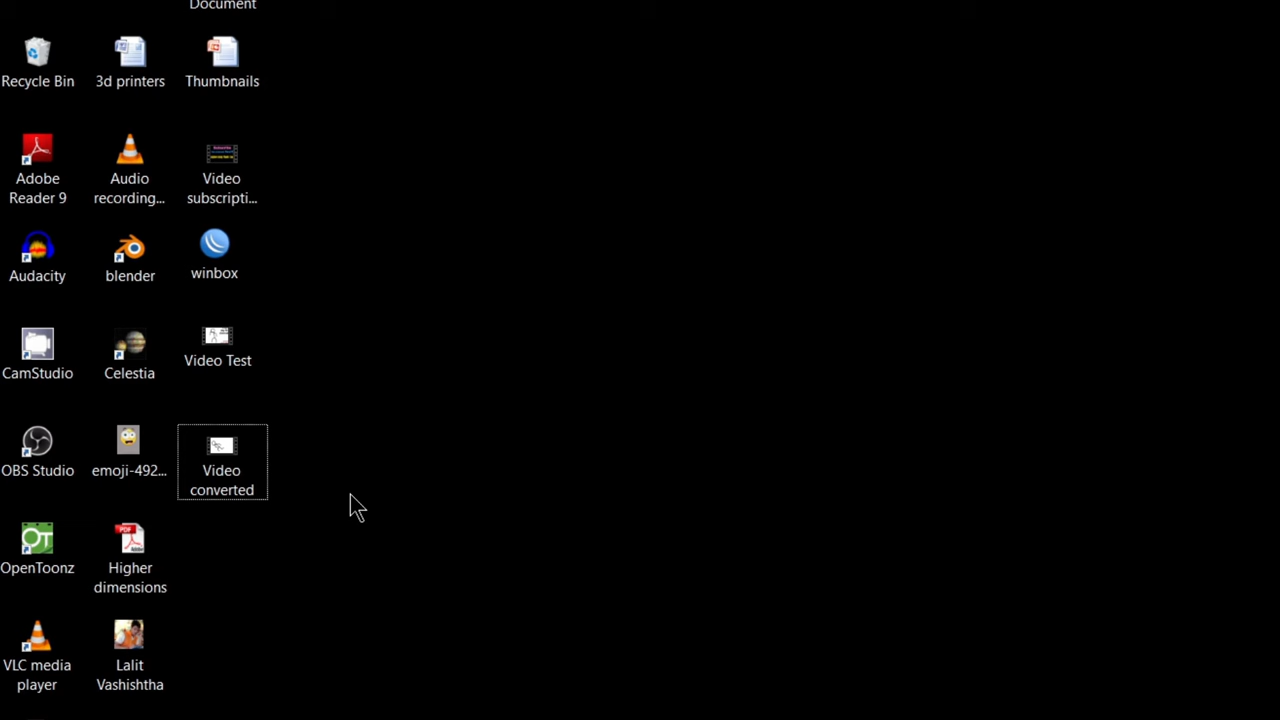 Document
Recycle Bin
3d printers
Thumbnails
Adobe
Reader 9
Audio
recording...
Video
subscripti...
Audacity
blender
winbox
CamStudio
Celestia
Video Test
OBS Studio
emoji-492...
Video
converted
OpenToonz
Higher
dimensions
VLC media
player
Lalit
Vashishtha